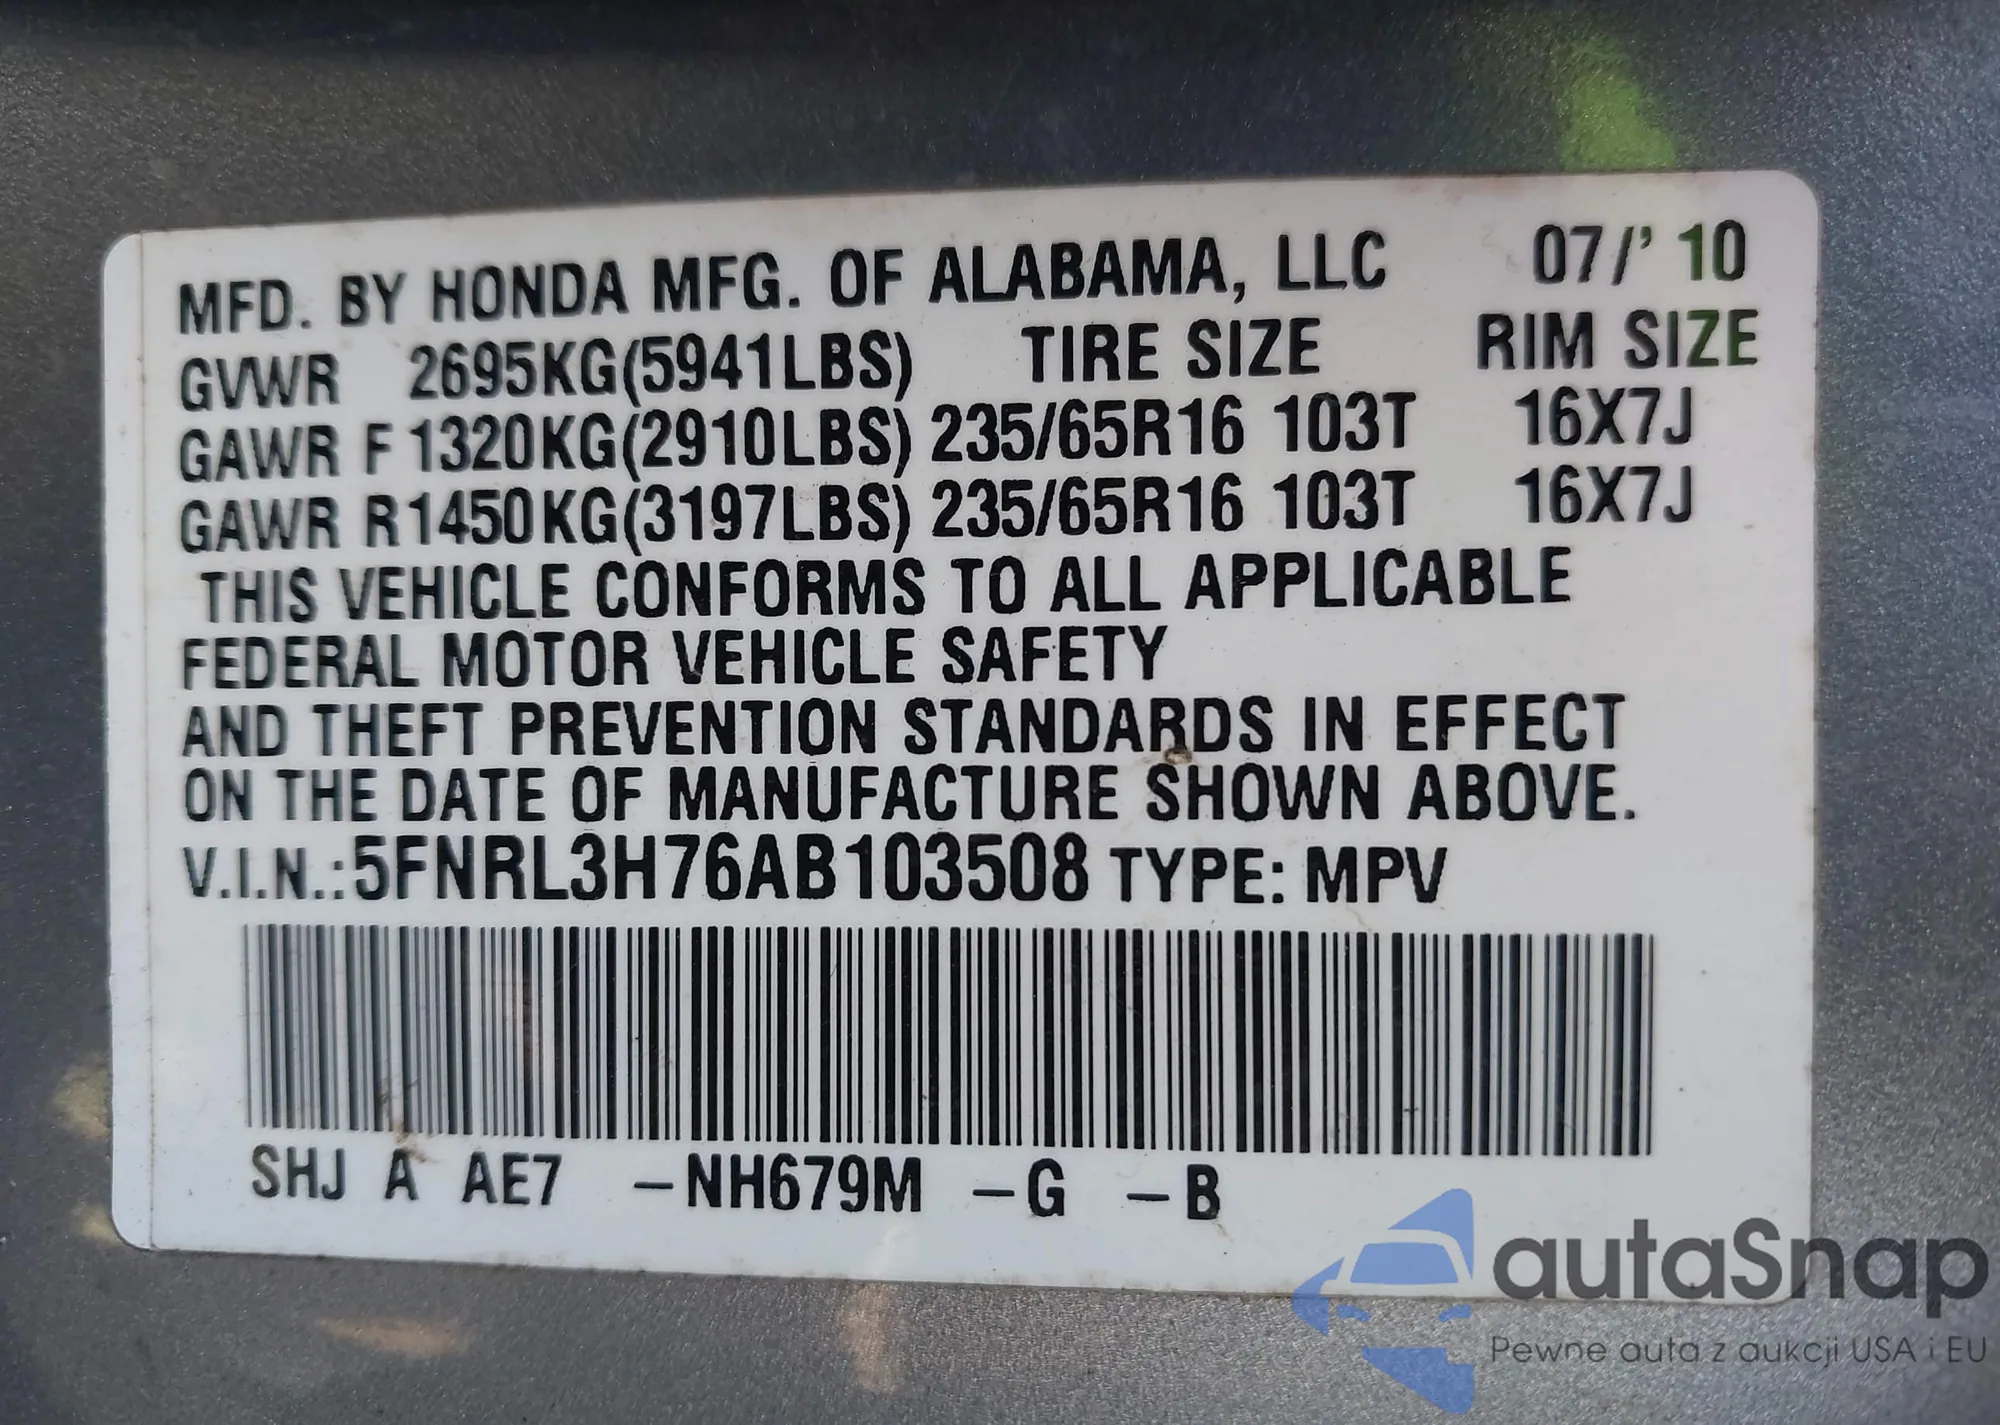 MFD. BY HONDA MFG. OF ALABAMA, LLC 07/' 10
GVWR 2695KG(5941LBS) TIRE SIZE RIM SIZE
GAWR F 1320KG(2910LBS) 235/65R16 103T 16X7J
GAWR R1450KG(3197LBS) 235/65R16 103T 16X7J
THIS VEHICLE CONFORMS TO ALL APPLICABLE
FEDERAL MOTOR VEHICLE SAFETY
AND THEFT PREVENTION STANDARDS IN EFFECT
ON THE DATE OF MANUFACTURE SHOWN ABOVE.
V.I.N.:5FNRL3H76AB103508 TYPE: MPV
SHJ A AE7 –NH679M –G –B
autaSnap
Pewne auta z aukcji USA i EU